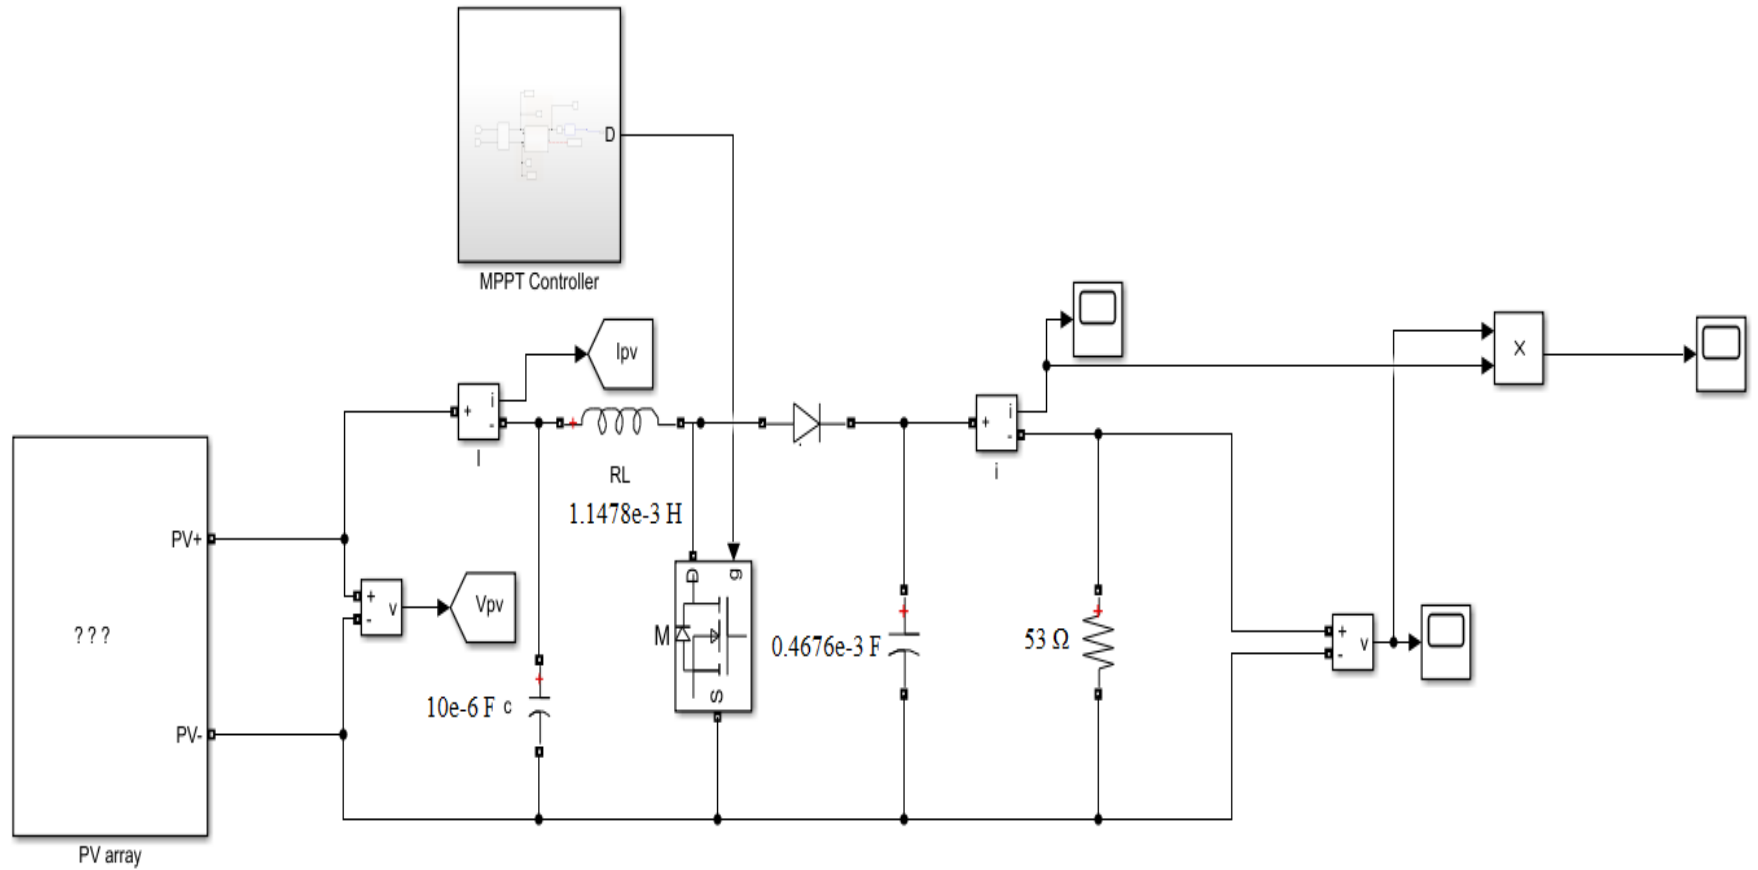 D
MPPT Controller
Ipv
i
+
-
I
RL
1.1478e-3 H
+
i
-
i
X
PV+
PV-
? ? ?
PV array
+
-
v
Vpv
10e-6 F c
M
D
g
S
0.4676e-3 F
53 Ω
+
-
v